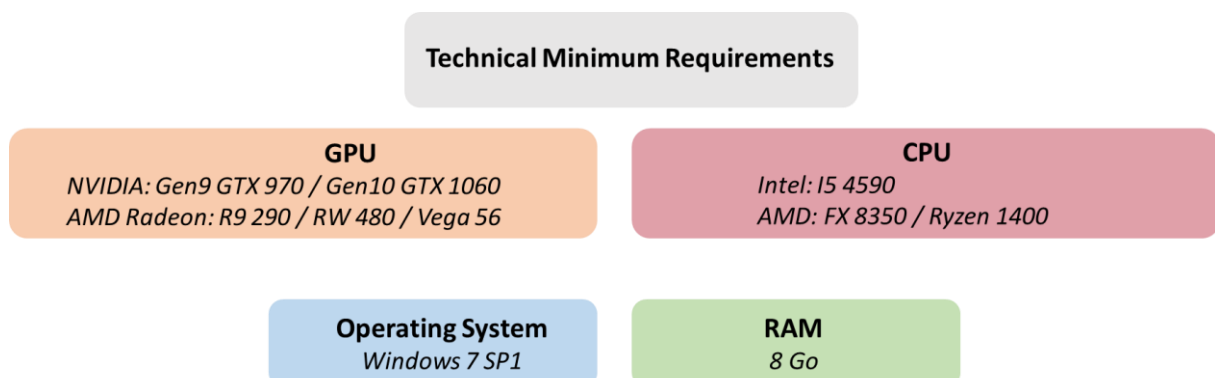 Technical Minimum Requirements
GPU
NVIDIA: Gen9 GTX 970 / Gen10 GTX 1060
AMD Radeon: R9 290 / RW 480 / Vega 56
CPU
Intel: I5 4590
AMD: FX 8350 / Ryzen 1400
Operating System
Windows 7 SP1
RAM
8 Go